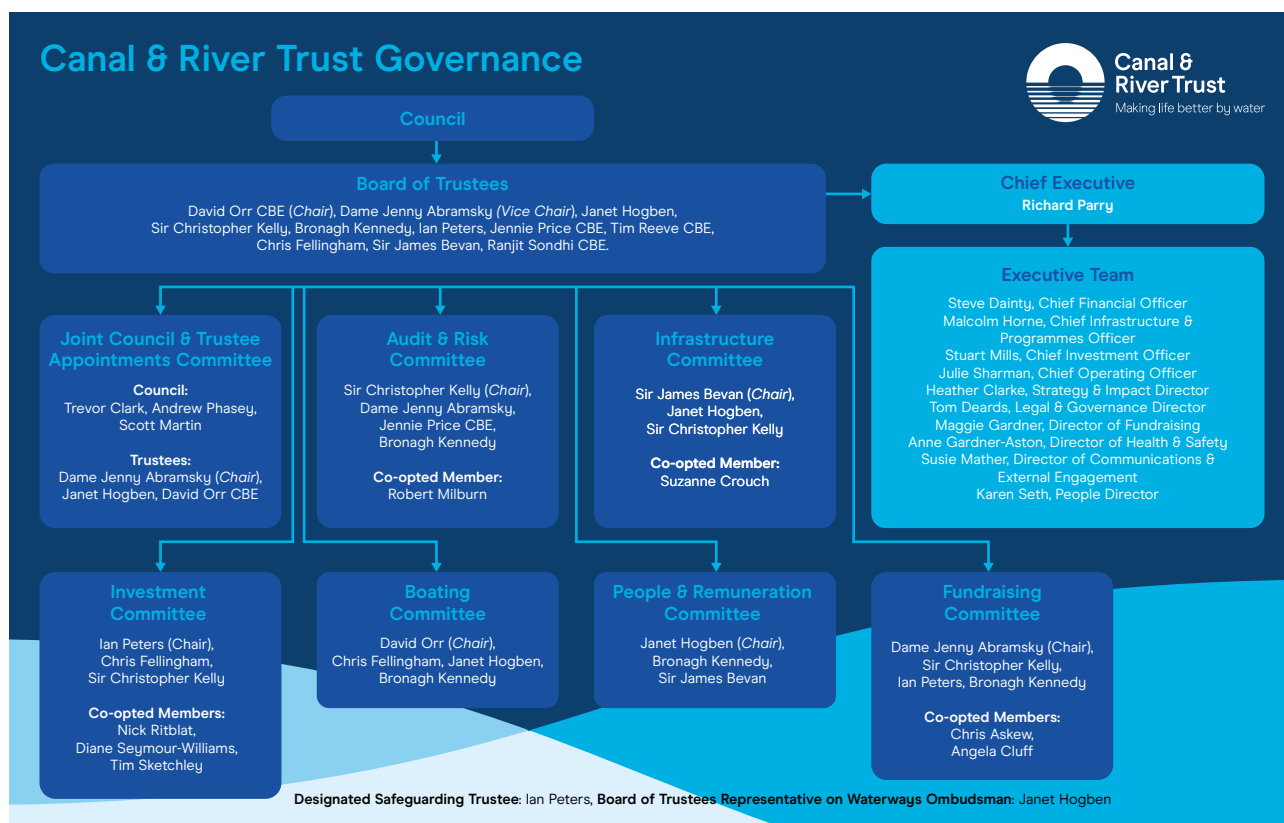 Canal & River Trust Governance
Canal &
River Trust
Making life better by water
Council
Board of Trustees
David Orr CBE (Chair), Dame Jenny Abramsky (Vice Chair), Janet Hogben,
Sir Christopher Kelly, Bronagh Kennedy, Ian Peters, Jennie Price CBE, Tim Reeve CBE,
Chris Fellingham, Sir James Bevan, Ranjit Sondhi CBE.
Chief Executive
Richard Parry
Executive Team
Steve Dainty, Chief Financial Officer
Malcolm Horne, Chief Infrastructure &
Programmes Officer
Stuart Mills, Chief Investment Officer
Julie Sharman, Chief Operating Officer
Heather Clarke, Strategy & Impact Director
Tom Deards, Legal & Governance Director
Maggie Gardner, Director of Fundraising
Anne Gardner-Aston, Director of Health & Safety
Susie Mather, Director of Communications &
External Engagement
Karen Seth, People Director
Joint Council & Trustee
Appointments Committee
Council:
Trevor Clark, Andrew Phasey,
Scott Martin
Trustees:
Dame Jenny Abramsky (Chair),
Janet Hogben, David Orr CBE
Audit & Risk
Committee
Sir Christopher Kelly (Chair),
Dame Jenny Abramsky,
Jennie Price CBE,
Bronagh Kennedy
Co-opted Member:
Robert Milburn
Infrastructure
Committee
Sir James Bevan (Chair),
Janet Hogben,
Sir Christopher Kelly
Co-opted Member:
Suzanne Crouch
Investment
Committee
Ian Peters (Chair),
Chris Fellingham,
Sir Christopher Kelly
Co-opted Members:
Nick Ritblat,
Diane Seymour-Williams,
Tim Sketchley
Boating
Committee
David Orr (Chair),
Chris Fellingham, Janet Hogben,
Bronagh Kennedy
People & Remuneration
Committee
Janet Hogben (Chair),
Bronagh Kennedy,
Sir James Bevan
Fundraising
Committee
Dame Jenny Abramsky (Chair),
Sir Christopher Kelly,
Ian Peters, Bronagh Kennedy
Co-opted Members:
Chris Askew,
Angela Cluff
Designated Safeguarding Trustee: Ian Peters, Board of Trustees Representative on Waterways Ombudsman: Janet Hogben